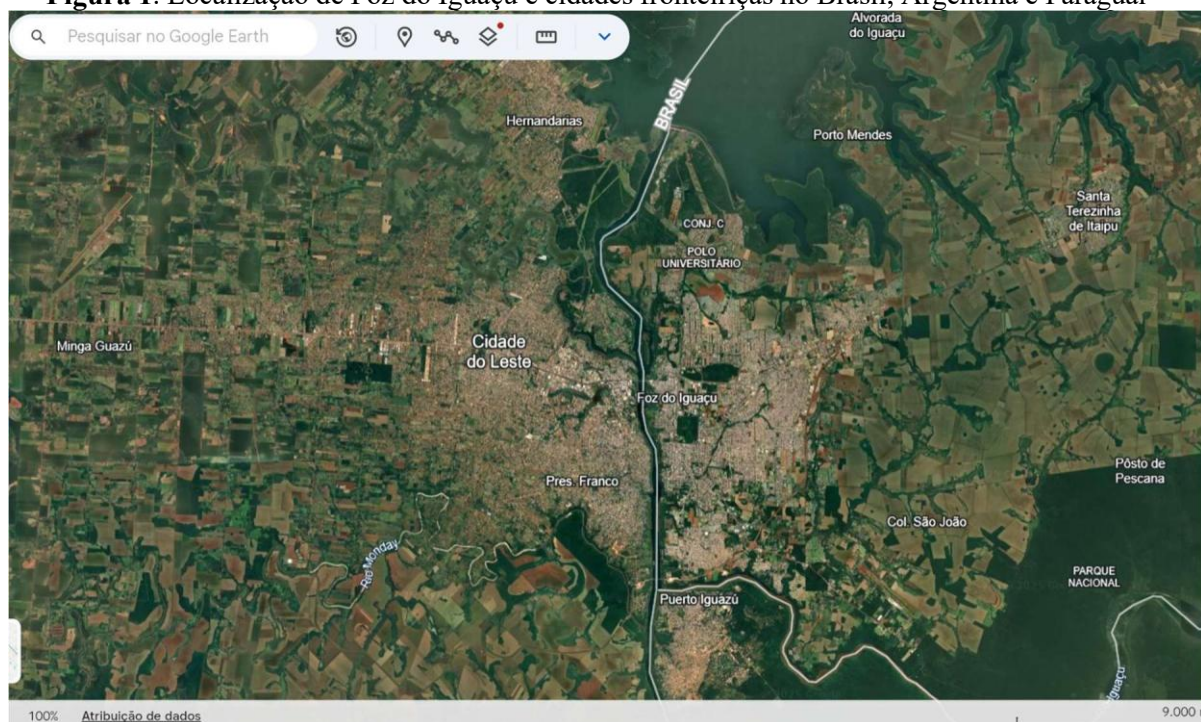 Figura 1. Localização de Foz do Iguaçu e cidades fronteiriças no Brasil, Argentina e Paraguai
Pesquisar no Google Earth
Alvorada
do Iguaçu
BRASIL
Hernandarias
Porto Mendes
Santa
Terezinha
de Itaipu
CONJ. C
POLO
UNIVERSITÁRIO
Minga Guazú
Cidade
do Leste
Foz do Iguaçu
Pres. Franco
Pôsto de
Pescana
Col. São João
Rio Monday
PARQUE
NACIONAL
Puerto Iguazú
Iguaçu
100%
Atribuição de dados
9.000